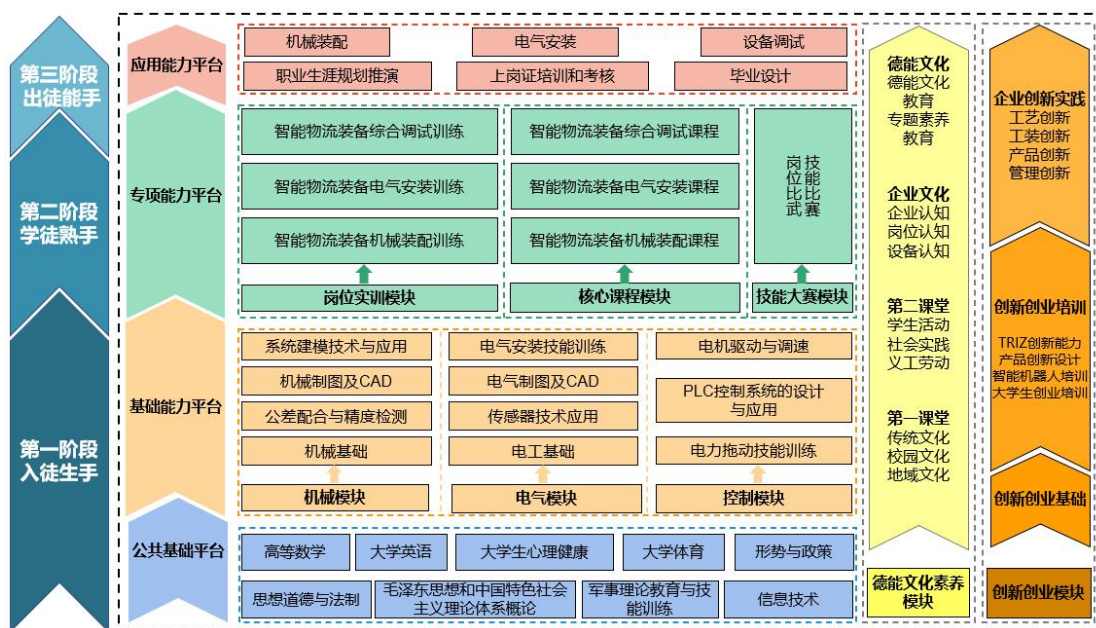 第三阶段
出徒能手
第二阶段
学徒熟手
第一阶段
入徒生手
应用能力平台
专项能力平台
基础能力平台
公共基础平台
机械装配
电气安装
设备调试
职业生涯规划推演
上岗证培训和考核
毕业设计
智能物流装备综合调试训练
智能物流装备电气安装训练
智能物流装备机械装配训练
岗位实训模块
智能物流装备综合调试课程
智能物流装备电气安装课程
智能物流装备机械装配课程
核心课程模块
技能比赛
岗位比武
技能大赛模块
系统建模技术与应用
机械制图及CAD
公差配合与精度检测
机械基础
机械模块
电气安装技能训练
电气制图及CAD
传感器技术应用
电工基础
电气模块
电机驱动与调速
PLC控制系统的设计
与应用
电力拖动技能训练
控制模块
高等数学
大学英语
大学生心理健康
大学体育
形势与政策
思想道德与法制
毛泽东思想和中国特色社会
主义理论体系概论
军事理论教育与技
能训练
信息技术
德能文化
德能文化
教育
专题素养
教育
企业文化
企业认知
岗位认知
设备认知
第二课堂
学生活动
社会实践
义工劳动
第一课堂
传统文化
校园文化
地域文化
德能文化素养
模块
企业创新实践
工艺创新
工装创新
产品创新
管理创新
创新创业培训
TRIZ创新能力
产品创新设计
智能机器人培训
大学生创业培训
创新创业基础
创新创业模块